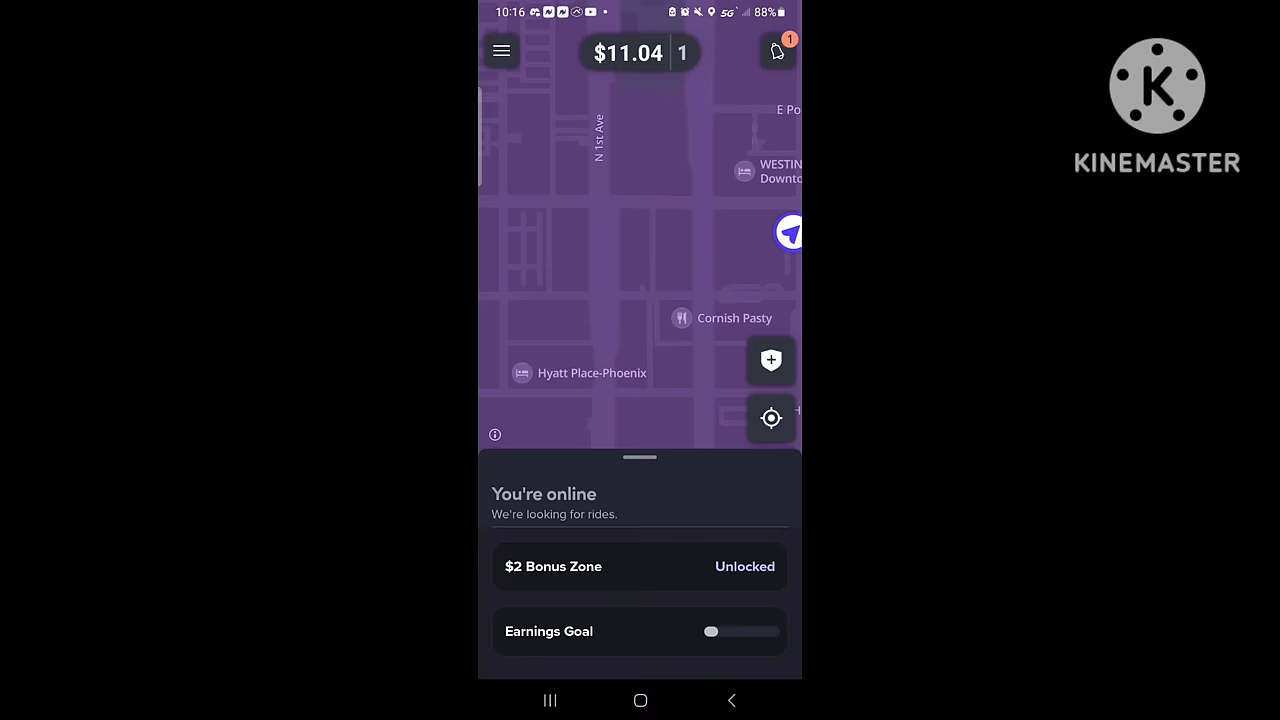 10:16
5G 88%
$11.04 1
1
E Po
N 1st Ave
WESTIN
Downto
Cornish Pasty
Hyatt Place-Phoenix
You're online
We're looking for rides.
$2 Bonus Zone Unlocked
Earnings Goal
K
KINEMASTER